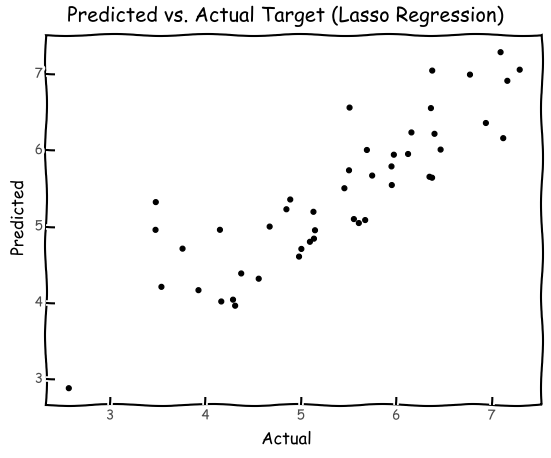 Predicted vs. Actual Target (Lasso Regression)
7
6
5
4
3
Predicted
3 4 5 6 7
Actual